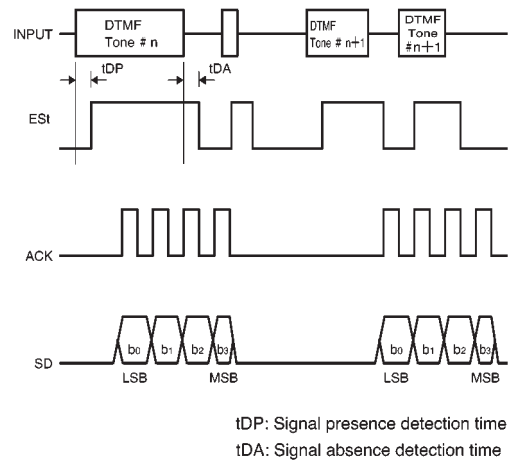 INPUT
DTMF
Tone # n
DTMF
Tone # n+1
DTMF
Tone
#n+1
tDP
tDA
ESt
ACK
SD
b0
b1
b2
b3
b0
b1
b2
b3
LSB
MSB
LSB
MSB
tDP: Signal presence detection time
tDA: Signal absence detection time